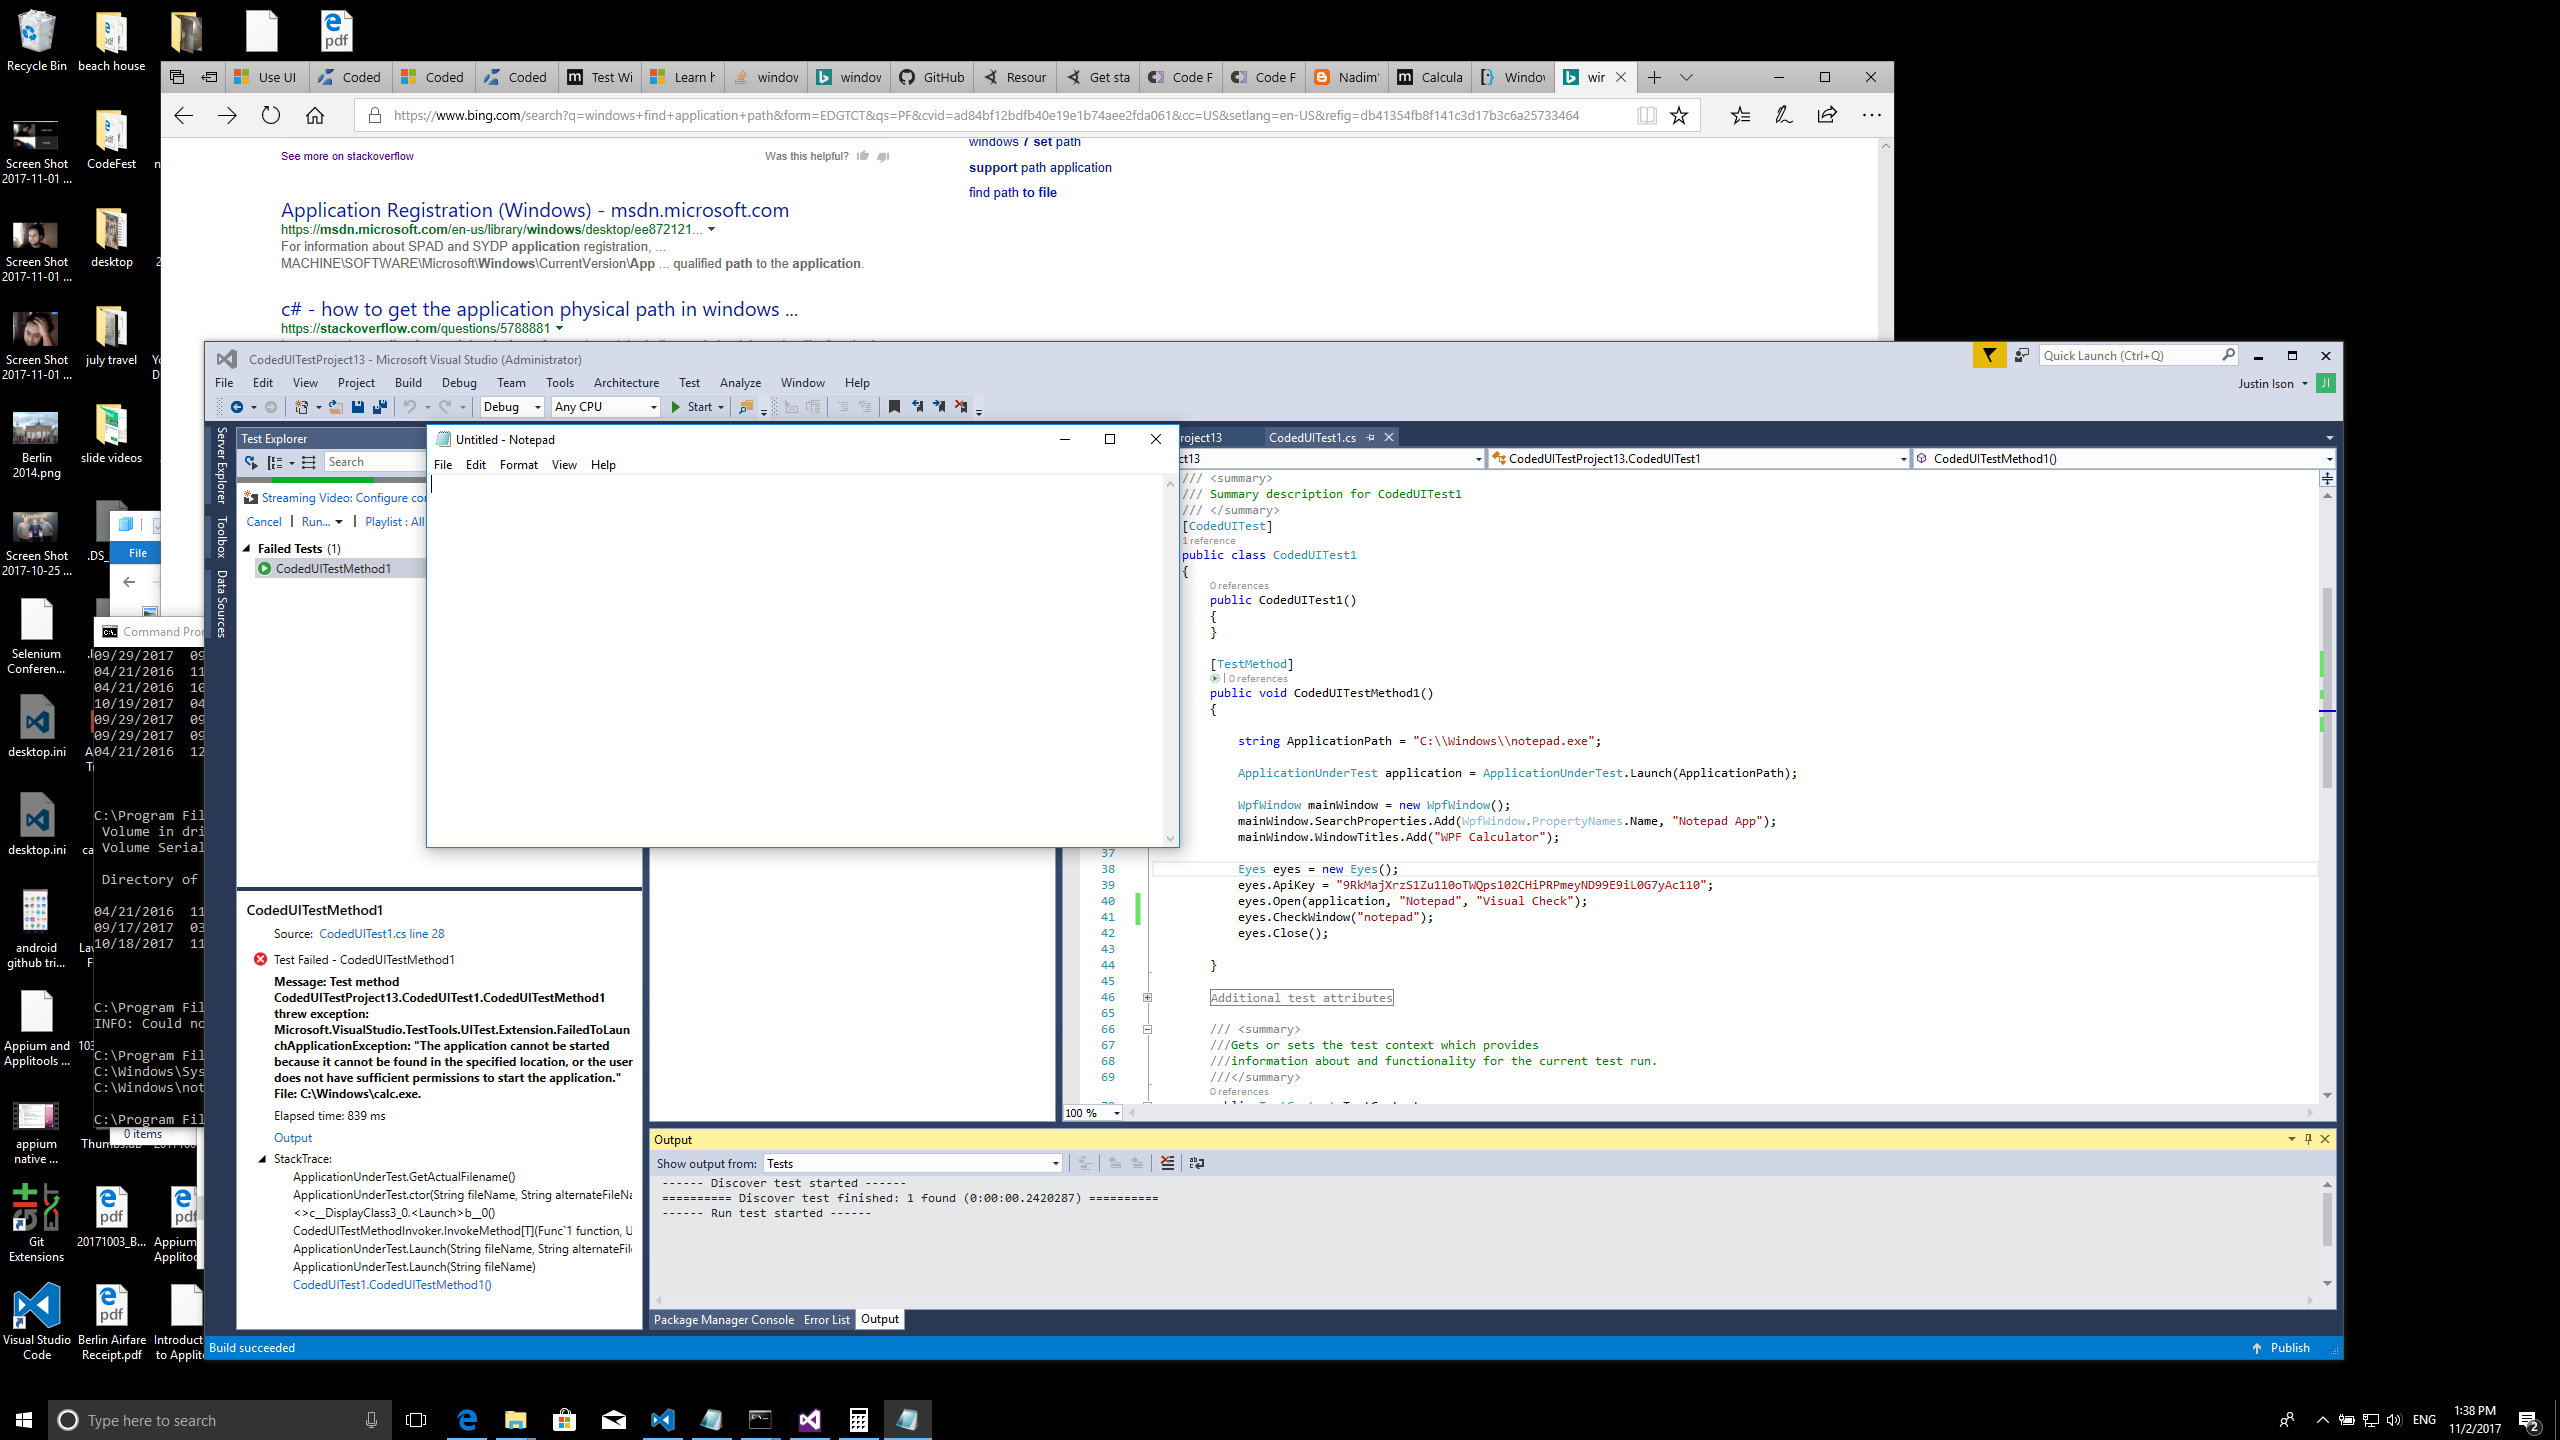 Recycle Bin
beach house
Screen Shot
2017-11-01 ...
CodeFest
Screen Shot
2017-11-01 ...
desktop
Screen Shot
2017-11-01 ...
july travel
Berlin
2014.png
slide videos
Screen Shot
2017-10-25 ...
Selenium
Conferen...
desktop.ini
desktop.ini
android
github tri...
Appium and
Applitools ...
appium
native ...
Git
Extensions
20171003_B...
Appium
Applitoo
Visual Studio
Code
Berlin Airfare
Receipt.pdf
Introduct
to Applit
Use UI
Coded
Coded
Coded
Test Wi
Learn h
window
window
GitHub
Resour
Get sta
Code F
Code F
Nadim'
Calcula
Window
wir
https://www.bing.com/search?q=windows+find+application+path&form=EDGTCT&qs=PF&cvid=ad84bf12bdfb40e19e1b74aee2fda061&cc=US&setlang=en-US&refig=db41354fb8f141c3d17b3c6a25733464
See more on stackoverflow
Was this helpful?
windows 7 set path
support path application
find path to file
Application Registration (Windows) - msdn.microsoft.com
https://msdn.microsoft.com/en-us/library/windows/desktop/ee872121...
For information about SPAD and SYDP application registration, ...
MACHINE\SOFTWARE\Microsoft\Windows\CurrentVersion\App ... qualified path to the application.
c# - how to get the application physical path in windows ...
https://stackoverflow.com/questions/5788881
File
Command Pror
09/29/2017 09
04/21/2016 11
04/21/2016 10
10/19/2017 04
09/29/2017 09
09/29/2017 09
04/21/2016 12
C:\Program Fil
Volume in dri
Volume Serial
Directory of
04/21/2016 11
09/17/2017 03
10/18/2017 11
C:\Program Fil
INFO: Could no
C:\Program Fil
C:\Windows\Sys
C:\Windows\not
C:\Program Fil
0 items
CodedUITestProject13 - Microsoft Visual Studio (Administrator)
Quick Launch (Ctrl+Q)
File Edit View Project Build Debug Team Tools Architecture Test Analyze Window Help
Justin Ison
JI
Debug
Any CPU
Start
Server Explorer
Toolbox
Data Sources
Test Explorer
Search
Streaming Video: Configure cor
Cancel | Run... | Playlist : All
Failed Tests (1)
CodedUITestMethod1
Untitled - Notepad
File Edit Format View Help
roject13
CodedUITest1.cs
ct13
CodedUITestProject13.CodedUITest1
CodedUITestMethod1()
/// <summary>
/// Summary description for CodedUITest1
/// </summary>
[CodedUITest]
1 reference
public class CodedUITest1
{
0 references
public CodedUITest1()
{
}
[TestMethod]
| 0 references
public void CodedUITestMethod1()
{
string ApplicationPath = "C:\\Windows\\notepad.exe";
ApplicationUnderTest application = ApplicationUnderTest.Launch(ApplicationPath);
WpfWindow mainWindow = new WpfWindow();
mainWindow.SearchProperties.Add(WpfWindow.PropertyNames.Name, "Notepad App");
mainWindow.WindowTitles.Add("WPF Calculator");
37
38 Eyes eyes = new Eyes();
39 eyes.ApiKey = "9RkMajXrzS1Zu110oTWQps102CHiPRPmeyND99E9iL0G7yAc110";
40 eyes.Open(application, "Notepad", "Visual Check");
41 eyes.CheckWindow("notepad");
42 eyes.Close();
43
44 }
45
46 Additional test attributes
65
66 /// <summary>
67 ///Gets or sets the test context which provides
68 ///information about and functionality for the current test run.
69 ///</summary>
0 references
100 %
CodedUITestMethod1
Source: CodedUITest1.cs line 28
Test Failed - CodedUITestMethod1
Message: Test method
CodedUITestProject13.CodedUITest1.CodedUITestMethod1
threw exception:
Microsoft.VisualStudio.TestTools.UITest.Extension.FailedToLaun
chApplicationException: "The application cannot be started
because it cannot be found in the specified location, or the user
does not have sufficient permissions to start the application."
File: C:\Windows\calc.exe.
Elapsed time: 839 ms
Output
StackTrace:
ApplicationUnderTest.GetActualFilename()
ApplicationUnderTest.ctor(String fileName, String alternateFileNa
<>c__DisplayClass3_0.<Launch>b__0()
CodedUITestMethodInvoker.InvokeMethod[T](Func`1 function, U
ApplicationUnderTest.Launch(String fileName, String alternateFile
ApplicationUnderTest.Launch(String fileName)
CodedUITest1.CodedUITestMethod1()
Output
Show output from: Tests
------ Discover test started ------
========== Discover test finished: 1 found (0:00:00.2420287) ==========
------ Run test started ------
Package Manager Console Error List Output
Build succeeded
Publish
Type here to search
ENG
1:38 PM
11/2/2017
2